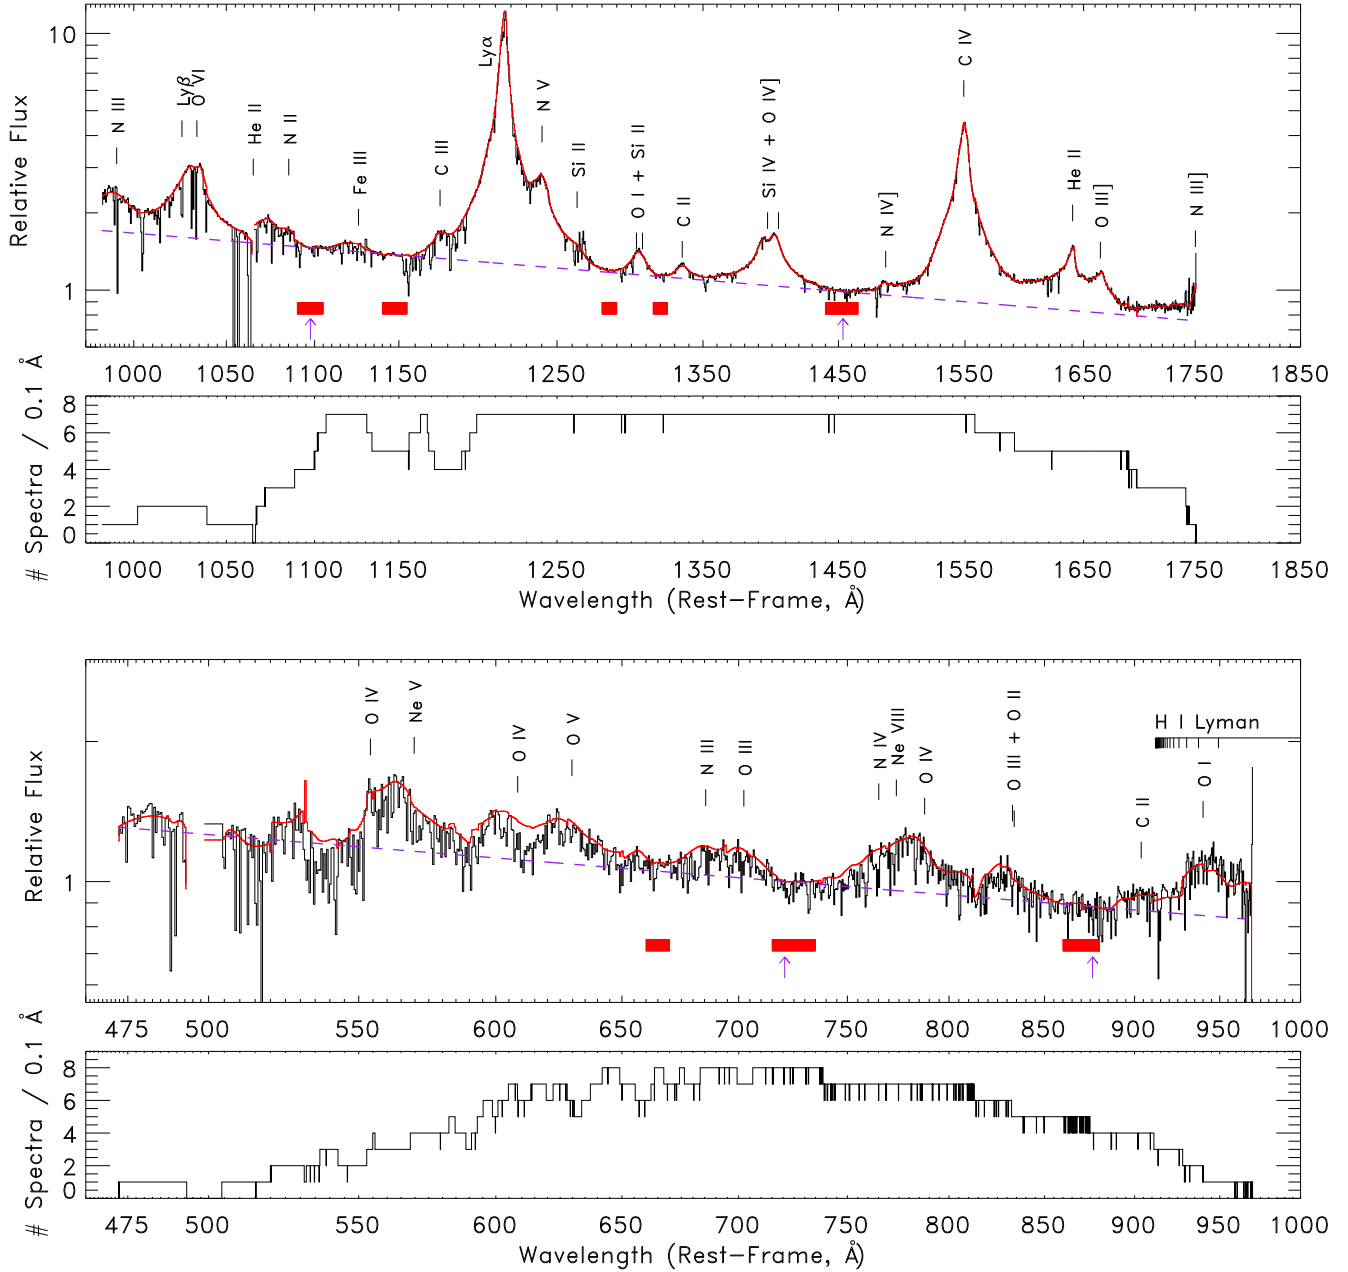 Relative Flux
10
1
N III
Lyβ
O VI
He II
N II
Fe III
C III
Lyα
N V
Si II
O I + Si II
C II
Si IV + O IV]
N IV]
C IV
He II
O III]
N III]
1000 1050 1100 1150 1250 1350 1450 1550 1650 1750 1850
# Spectra / 0.1 Å
8
6
4
2
0
1000 1050 1100 1150 1250 1350 1450 1550 1650 1750 1850
Wavelength (Rest-Frame, Å)
Relative Flux
1
O IV
Ne V
O IV
O V
N III
O III
N IV
Ne VIII
O IV
O III + O II
C II
H I Lyman
O I
475 500 550 600 650 700 750 800 850 900 950 1000
# Spectra / 0.1 Å
8
6
4
2
0
475 500 550 600 650 700 750 800 850 900 950 1000
Wavelength (Rest-Frame, Å)